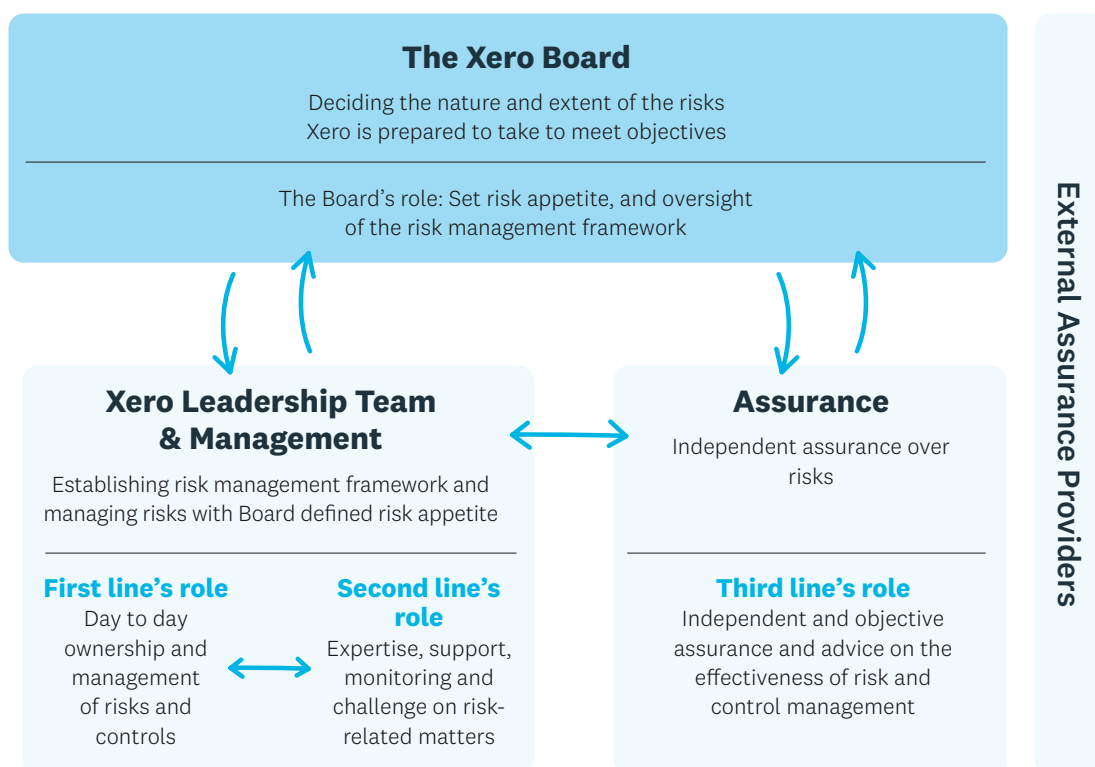 The Xero Board
Deciding the nature and extent of the risks
Xero is prepared to take to meet objectives
The Board’s role: Set risk appetite, and oversight
of the risk management framework
Xero Leadership Team
& Management
Establishing risk management framework and
managing risks with Board defined risk appetite
First line’s role
Day to day
ownership and
management
of risks and
controls
Second line’s
role
Expertise, support,
monitoring and
challenge on risk-
related matters
Assurance
Independent assurance over
risks
Third line’s role
Independent and objective
assurance and advice on the
effectiveness of risk and
control management
External Assurance Providers